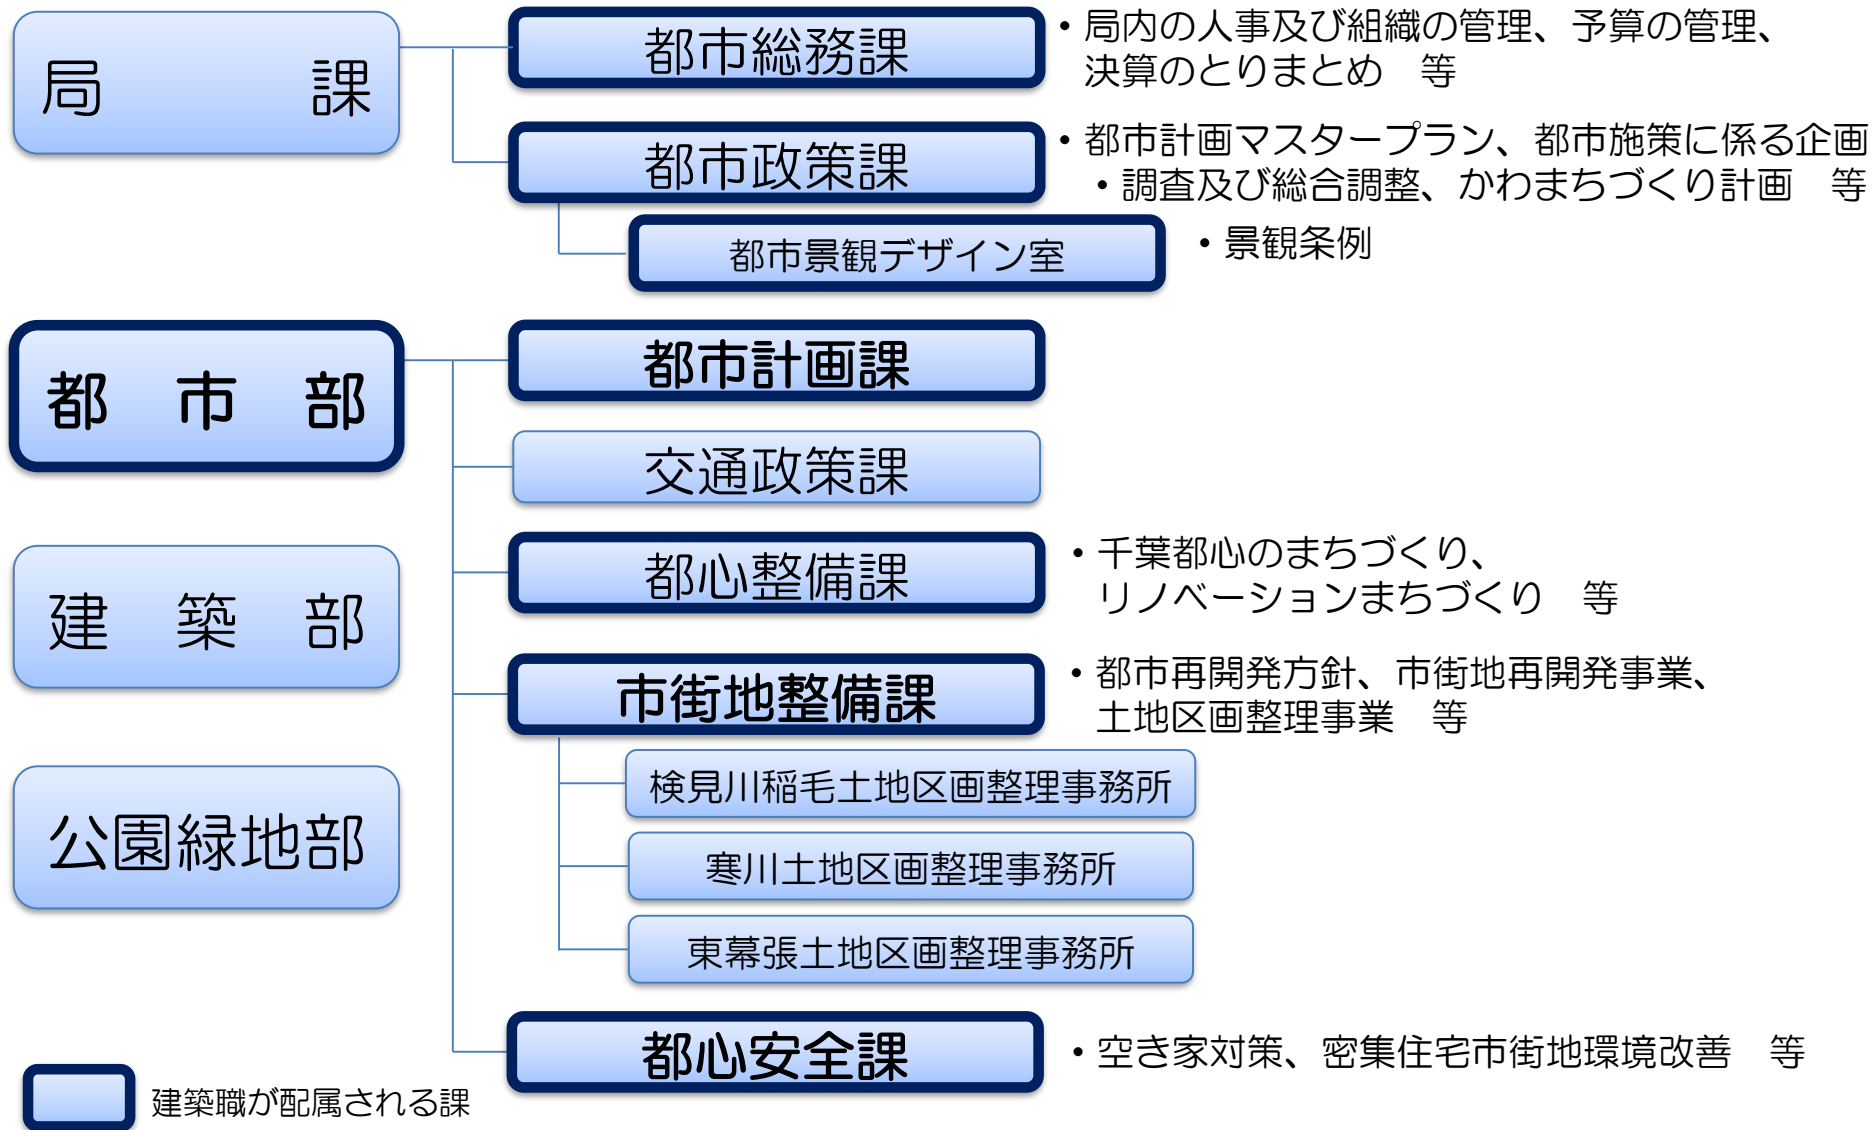 局　課
都市総務課
・局内の人事及び組織の管理、予算の管理、
決算のとりまとめ　等
都市政策課
・都市計画マスタープラン、都市施策に係る企画
・調査及び総合調整、かわまちづくり計画　等
都市景観デザイン室
・景観条例
都　市　部
都市計画課
交通政策課
建　築　部
都心整備課
・千葉都心のまちづくり、
リノベーションまちづくり　等
市街地整備課
・都市再開発方針、市街地再開発事業、
土地区画整理事業　等
検見川稲毛土地区画整理事務所
公園緑地部
寒川土地区画整理事務所
東幕張土地区画整理事務所
都心安全課
・空き家対策、密集住宅市街地環境改善　等
建築職が配属される課